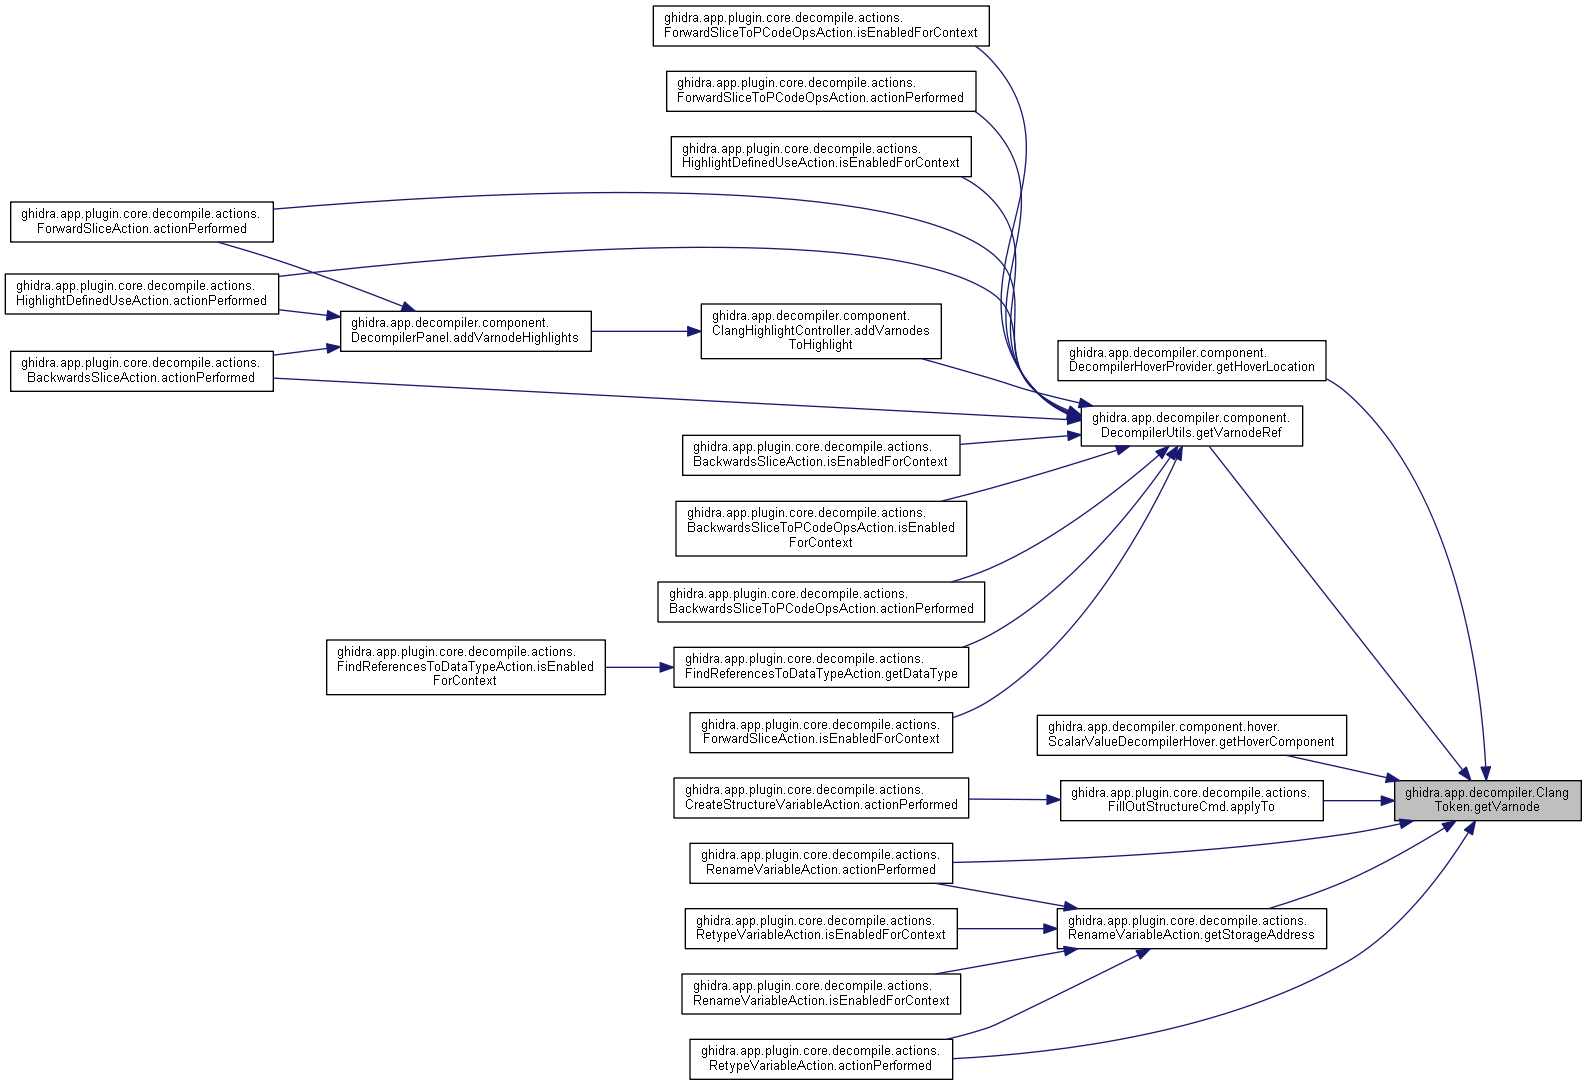 ghidra.app.plugin.core.decompile.actions.
ForwardSliceToPCodeOpsAction.isEnabledForContext
ghidra.app.plugin.core.decompile.actions.
ForwardSliceToPCodeOpsAction.actionPerformed
ghidra.app.plugin.core.decompile.actions.
HighlightDefinedUseAction.isEnabledForContext
ghidra.app.plugin.core.decompile.actions.
ForwardSliceAction.actionPerformed
ghidra.app.plugin.core.decompile.actions.
HighlightDefinedUseAction.actionPerformed
ghidra.app.decompiler.component.
DecompilerPanel.addVarnodeHighlights
ghidra.app.decompiler.component.
ClangHighlightController.addVarnodes
ToHighlight
ghidra.app.decompiler.component.
DecompilerHoverProvider.getHoverLocation
ghidra.app.plugin.core.decompile.actions.
BackwardsSliceAction.actionPerformed
ghidra.app.decompiler.component.
DecompilerUtils.getVarnodeRef
ghidra.app.plugin.core.decompile.actions.
BackwardsSliceAction.isEnabledForContext
ghidra.app.plugin.core.decompile.actions.
BackwardsSliceToPCodeOpsAction.isEnabled
ForContext
ghidra.app.plugin.core.decompile.actions.
BackwardsSliceToPCodeOpsAction.actionPerformed
ghidra.app.plugin.core.decompile.actions.
FindReferencesToDataTypeAction.isEnabled
ForContext
ghidra.app.plugin.core.decompile.actions.
FindReferencesToDataTypeAction.getDataType
ghidra.app.plugin.core.decompile.actions.
ForwardSliceAction.isEnabledForContext
ghidra.app.decompiler.component.hover.
ScalarValueDecompilerHover.getHoverComponent
ghidra.app.plugin.core.decompile.actions.
CreateStructureVariableAction.actionPerformed
ghidra.app.plugin.core.decompile.actions.
FillOutStructureCmd.applyTo
ghidra.app.decompiler.Clang
Token.getVarnode
ghidra.app.plugin.core.decompile.actions.
RenameVariableAction.actionPerformed
ghidra.app.plugin.core.decompile.actions.
RetypeVariableAction.isEnabledForContext
ghidra.app.plugin.core.decompile.actions.
RenameVariableAction.getStorageAddress
ghidra.app.plugin.core.decompile.actions.
RenameVariableAction.isEnabledForContext
ghidra.app.plugin.core.decompile.actions.
RetypeVariableAction.actionPerformed